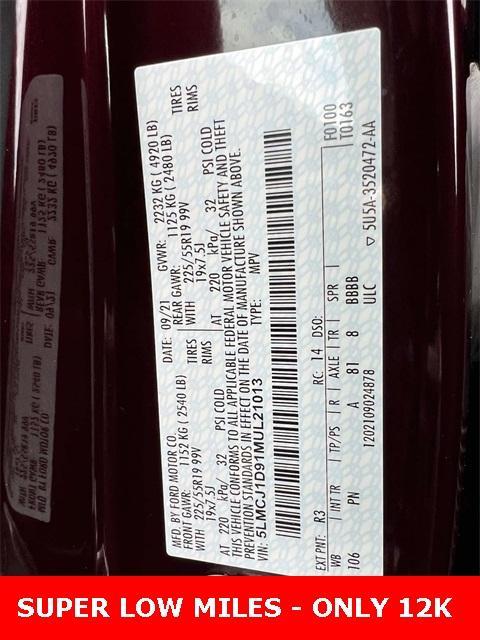 MFD. BY FORD MOTOR CO.
09/21 GVWR: 2232 KG ( 4920 LB)
FRONT GAWR: 1152 KG ( 2540 LB) REAR GAWR: 1125 KG ( 2480 LB)
WITH 225/55R19 99V TIRES WITH 225/55R19 99V TIRES
19x7.5J RIMS 19x7.5J RIMS
AT 220 kPa/ 32 PSI COLD AT 220 kPa/ 32 PSI COLD
THIS VEHICLE CONFORMS TO ALL APPLICABLE FEDERAL MOTOR VEHICLE SAFETY AND THEFT
PREVENTION STANDARDS IN EFFECT ON THE DATE OF MANUFACTURE SHOWN ABOVE.
VIN: 5LMCJ1D91MUL21013 TYPE: MPV
F0100
T0163
EXT PNT: R3 RC: 14 DSO:
WB TP/PS R AXLE TR SPR
106 PN A 81 8 BBBB
1202109024878 ULC ▽ 5U5A-3520472-AA
SUPER LOW MILES - ONLY 12K